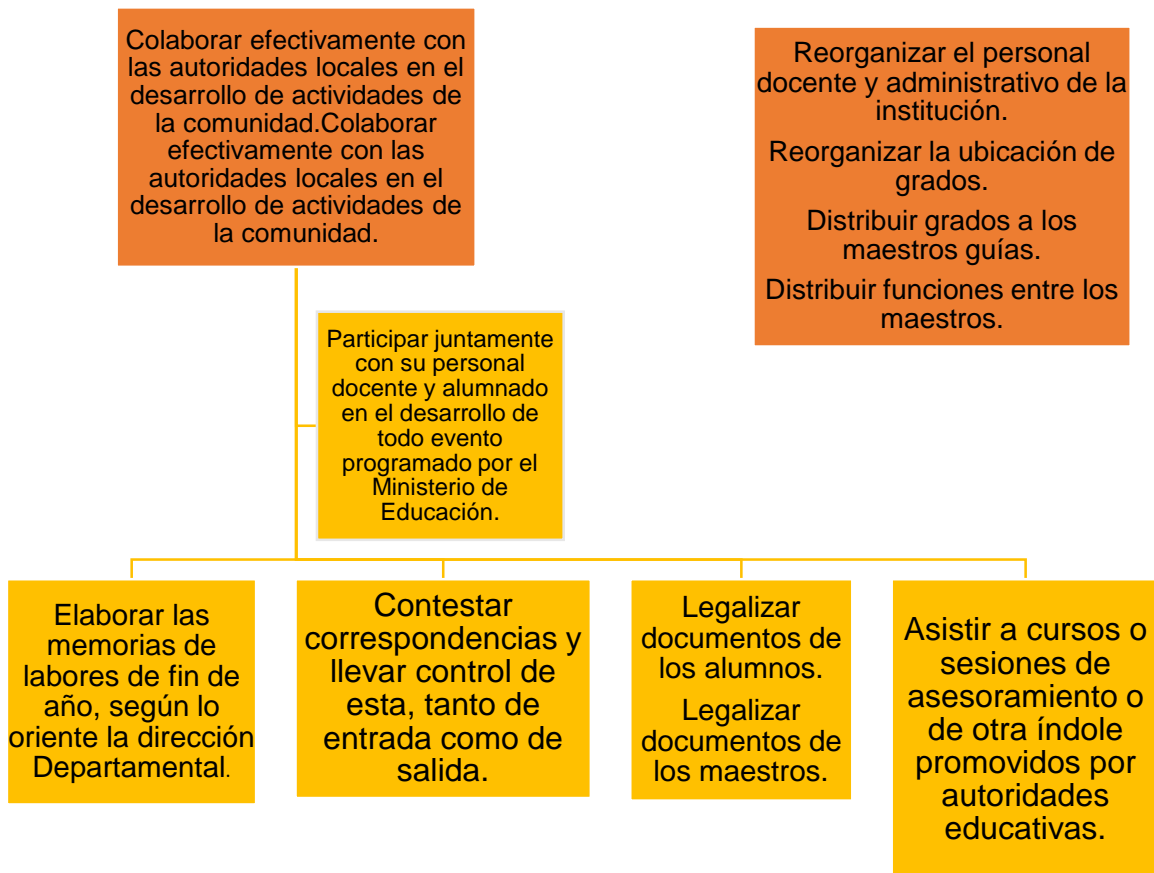 Colaborar efectivamente con
las autoridades locales en el
desarrollo de actividades de
la comunidad.Colaborar
efectivamente con las
autoridades locales en el
desarrollo de actividades de
la comunidad.
Reorganizar el personal
docente y administrativo de la
institución.
Reorganizar la ubicación de
grados.
Distribuir grados a los
maestros guías.
Distribuir funciones entre los
maestros.
Participar juntamente
con su personal
docente y alumnado
en el desarrollo de
todo evento
programado por el
Ministerio de
Educación.
Elaborar las
memorias de
labores de fin de
año, según lo
oriente la dirección
Departamental.
Contestar
correspondencias y
llevar control de
esta, tanto de
entrada como de
salida.
Legalizar
documentos de
los alumnos.
Legalizar
documentos de
los maestros.
Asistir a cursos o
sesiones de
asesoramiento o
de otra índole
promovidos por
autoridades
educativas.